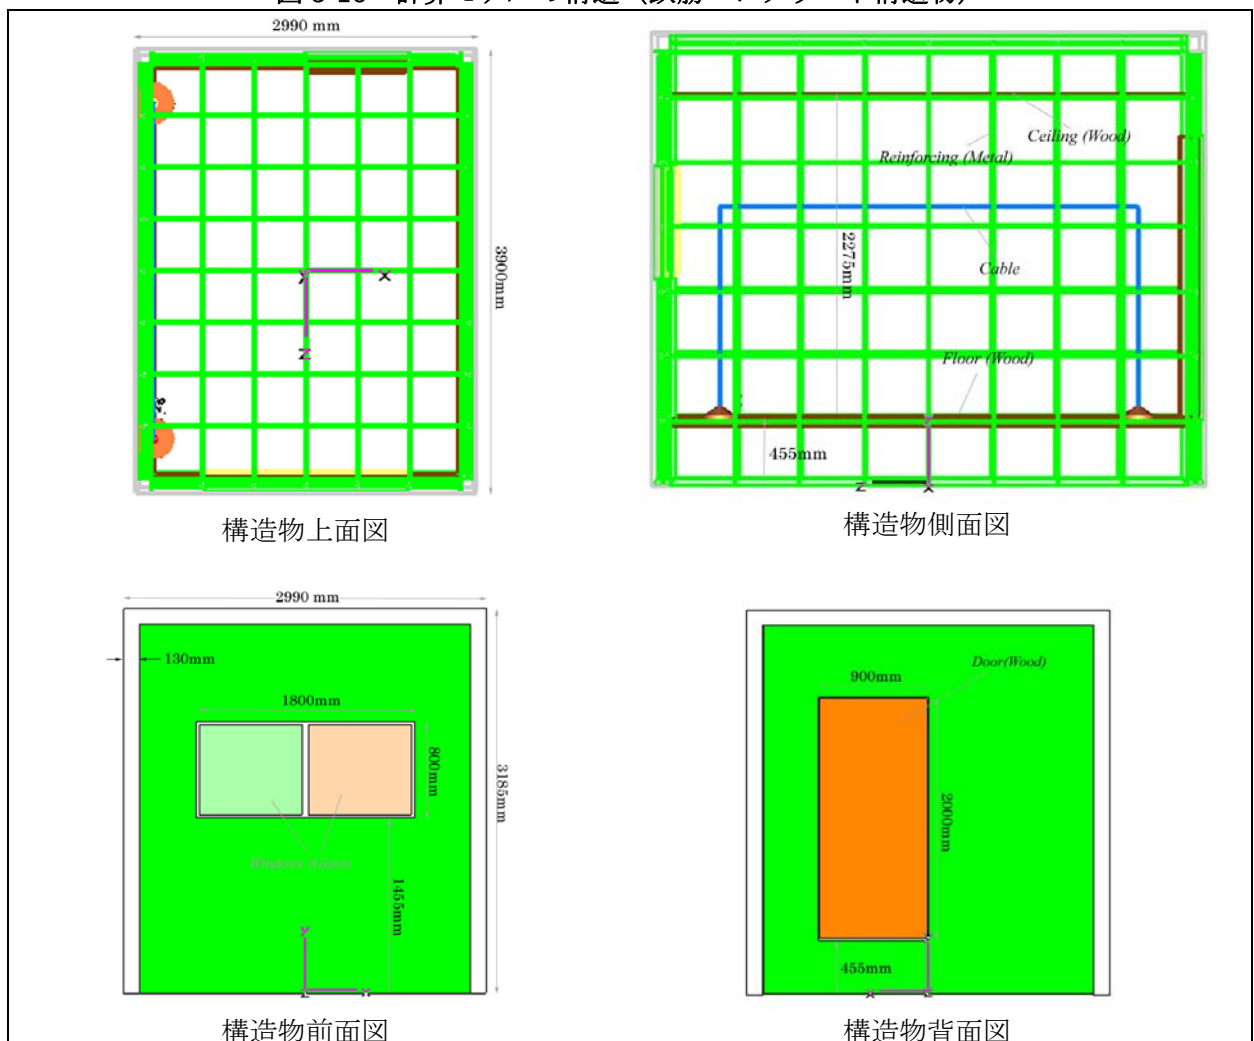 2990 mm
3900mm
X
Z
構造物上面図
Ceiling (Wood)
Reinforcing (Metal)
2275mm
Cable
Floor (Wood)
455mm
Z
X
構造物側面図
2990 mm
130mm
1800mm
800mm
3185mm
Windows (Glass)
1455mm
y
構造物前面図
Door(Wood)
900mm
2000mm
455mm
構造物背面図